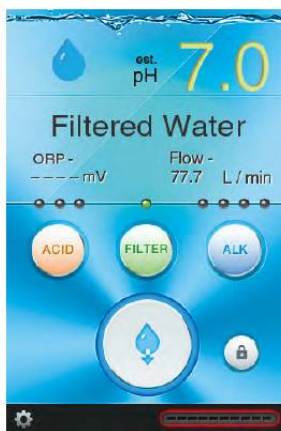 est.
pH 7.0
Filtered Water
ORP - Flow -
---- mV 77.7 L / min
ACID FILTER ALK